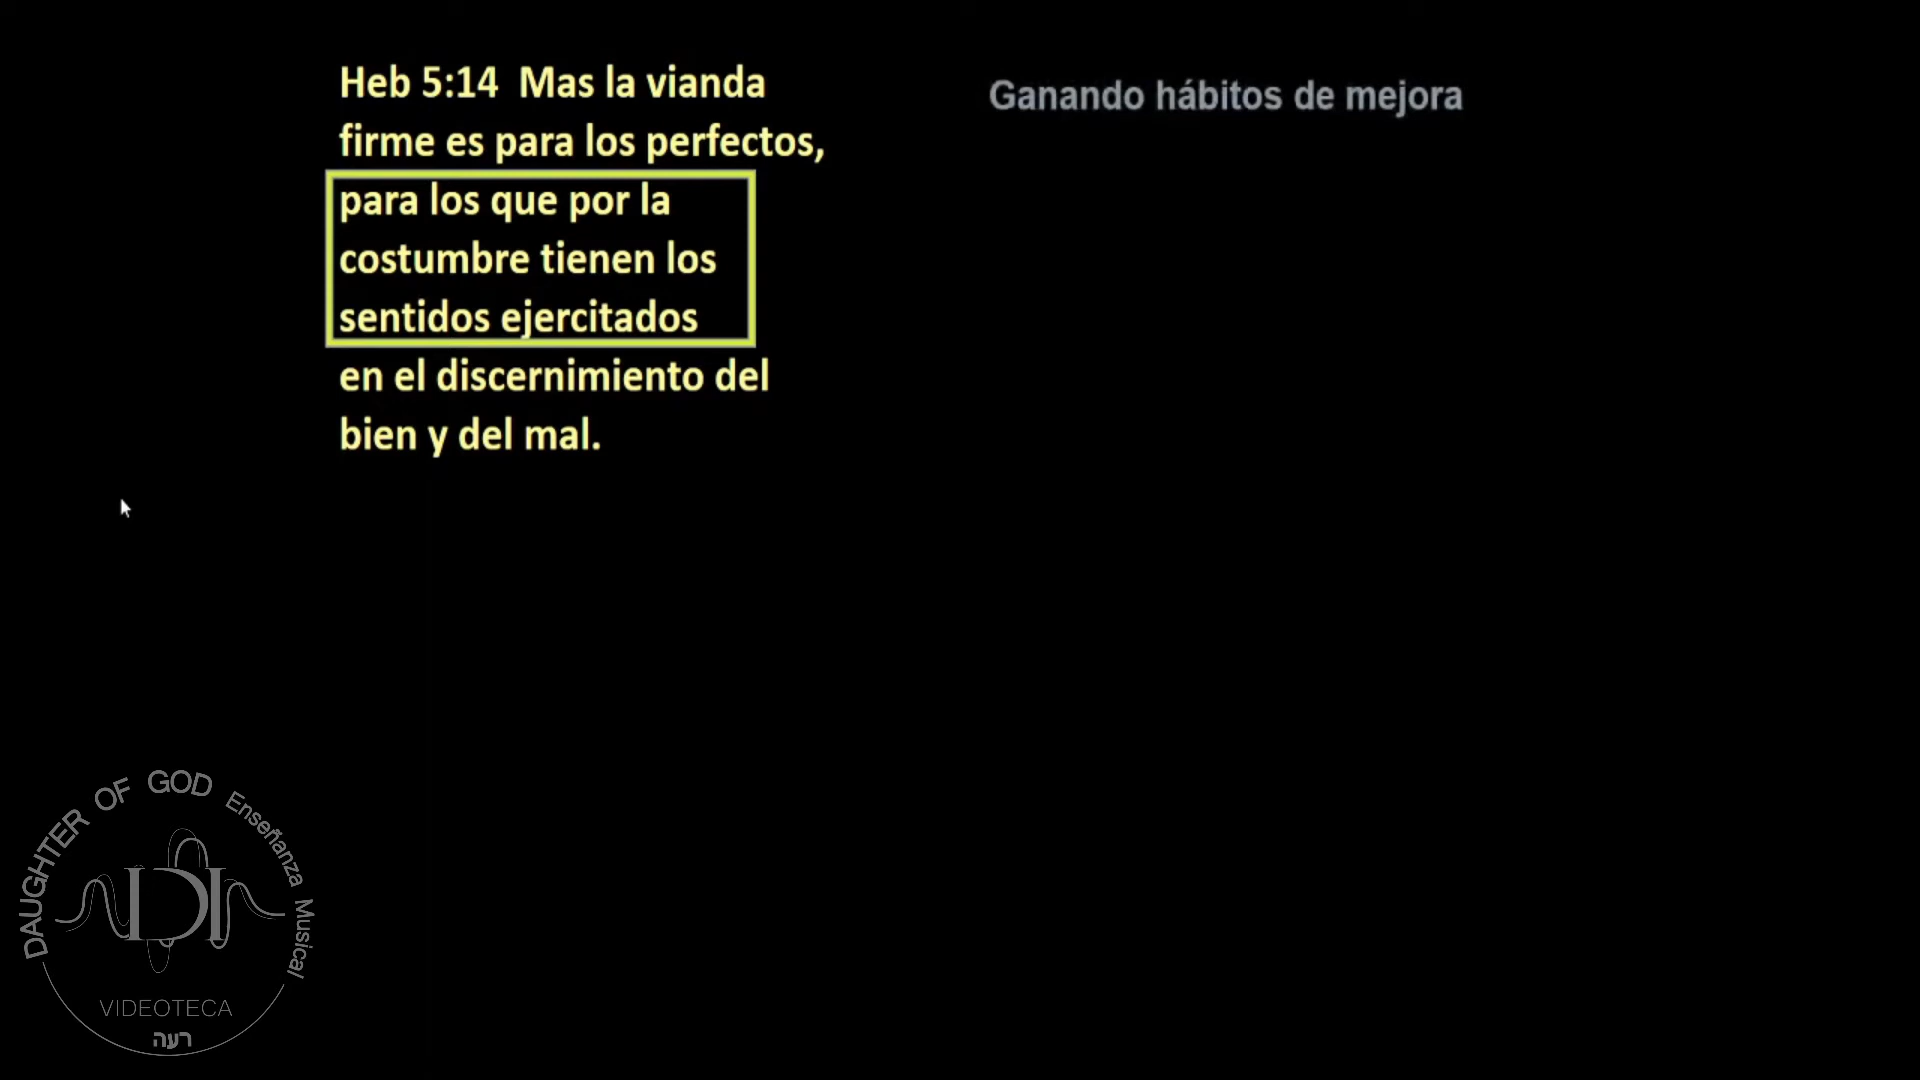 Heb 5:14  Mas la vianda
firme es para los perfectos,
para los que por la
costumbre tienen los
sentidos ejercitados
en el discernimiento del
bien y del mal.
Ganando hábitos de mejora
DAUGHTER OF GOD Enseñanza Musical
VIDEOTECA
רעה